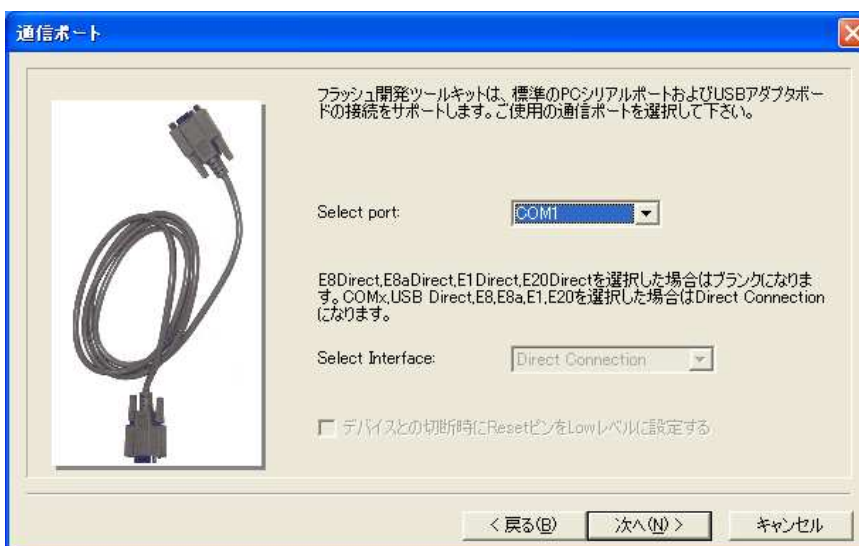 通信ポート
フラッシュ開発ツールキットは、標準のPCシリアルポートおよびUSBアダプタボー
ドの接続をサポートします。ご使用の通信ポートを選択して下さい。
Select port: COM1
E8Direct,E8aDirect,E1Direct,E20Directを選択した場合はブランクになりま
す。COMx,USB Direct,E8,E8a,E1,E20を選択した場合はDirect Connection
になります。
Select Interface: Direct Connection
デバイスとの切断時にResetピンをLowレベルに設定する
< 戻る(B) 次へ(N) > キャンセル